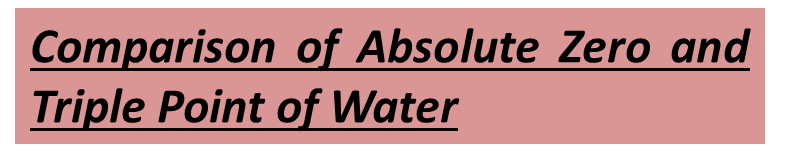 Comparison of Absolute Zero and
Triple Point of Water